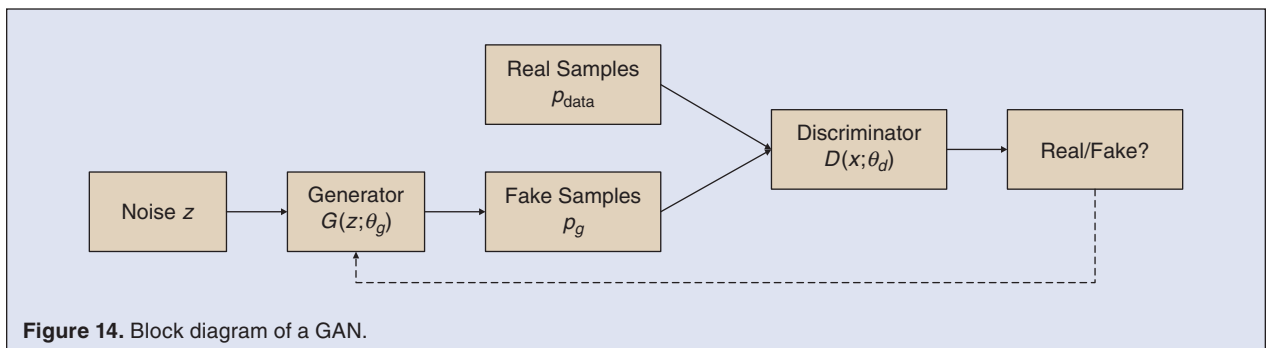 Real Samples
p_data
Discriminator
D(x;θ_d)
Real/Fake?
Noise z
Generator
G(z;θ_g)
Fake Samples
p_g
Figure 14. Block diagram of a GAN.